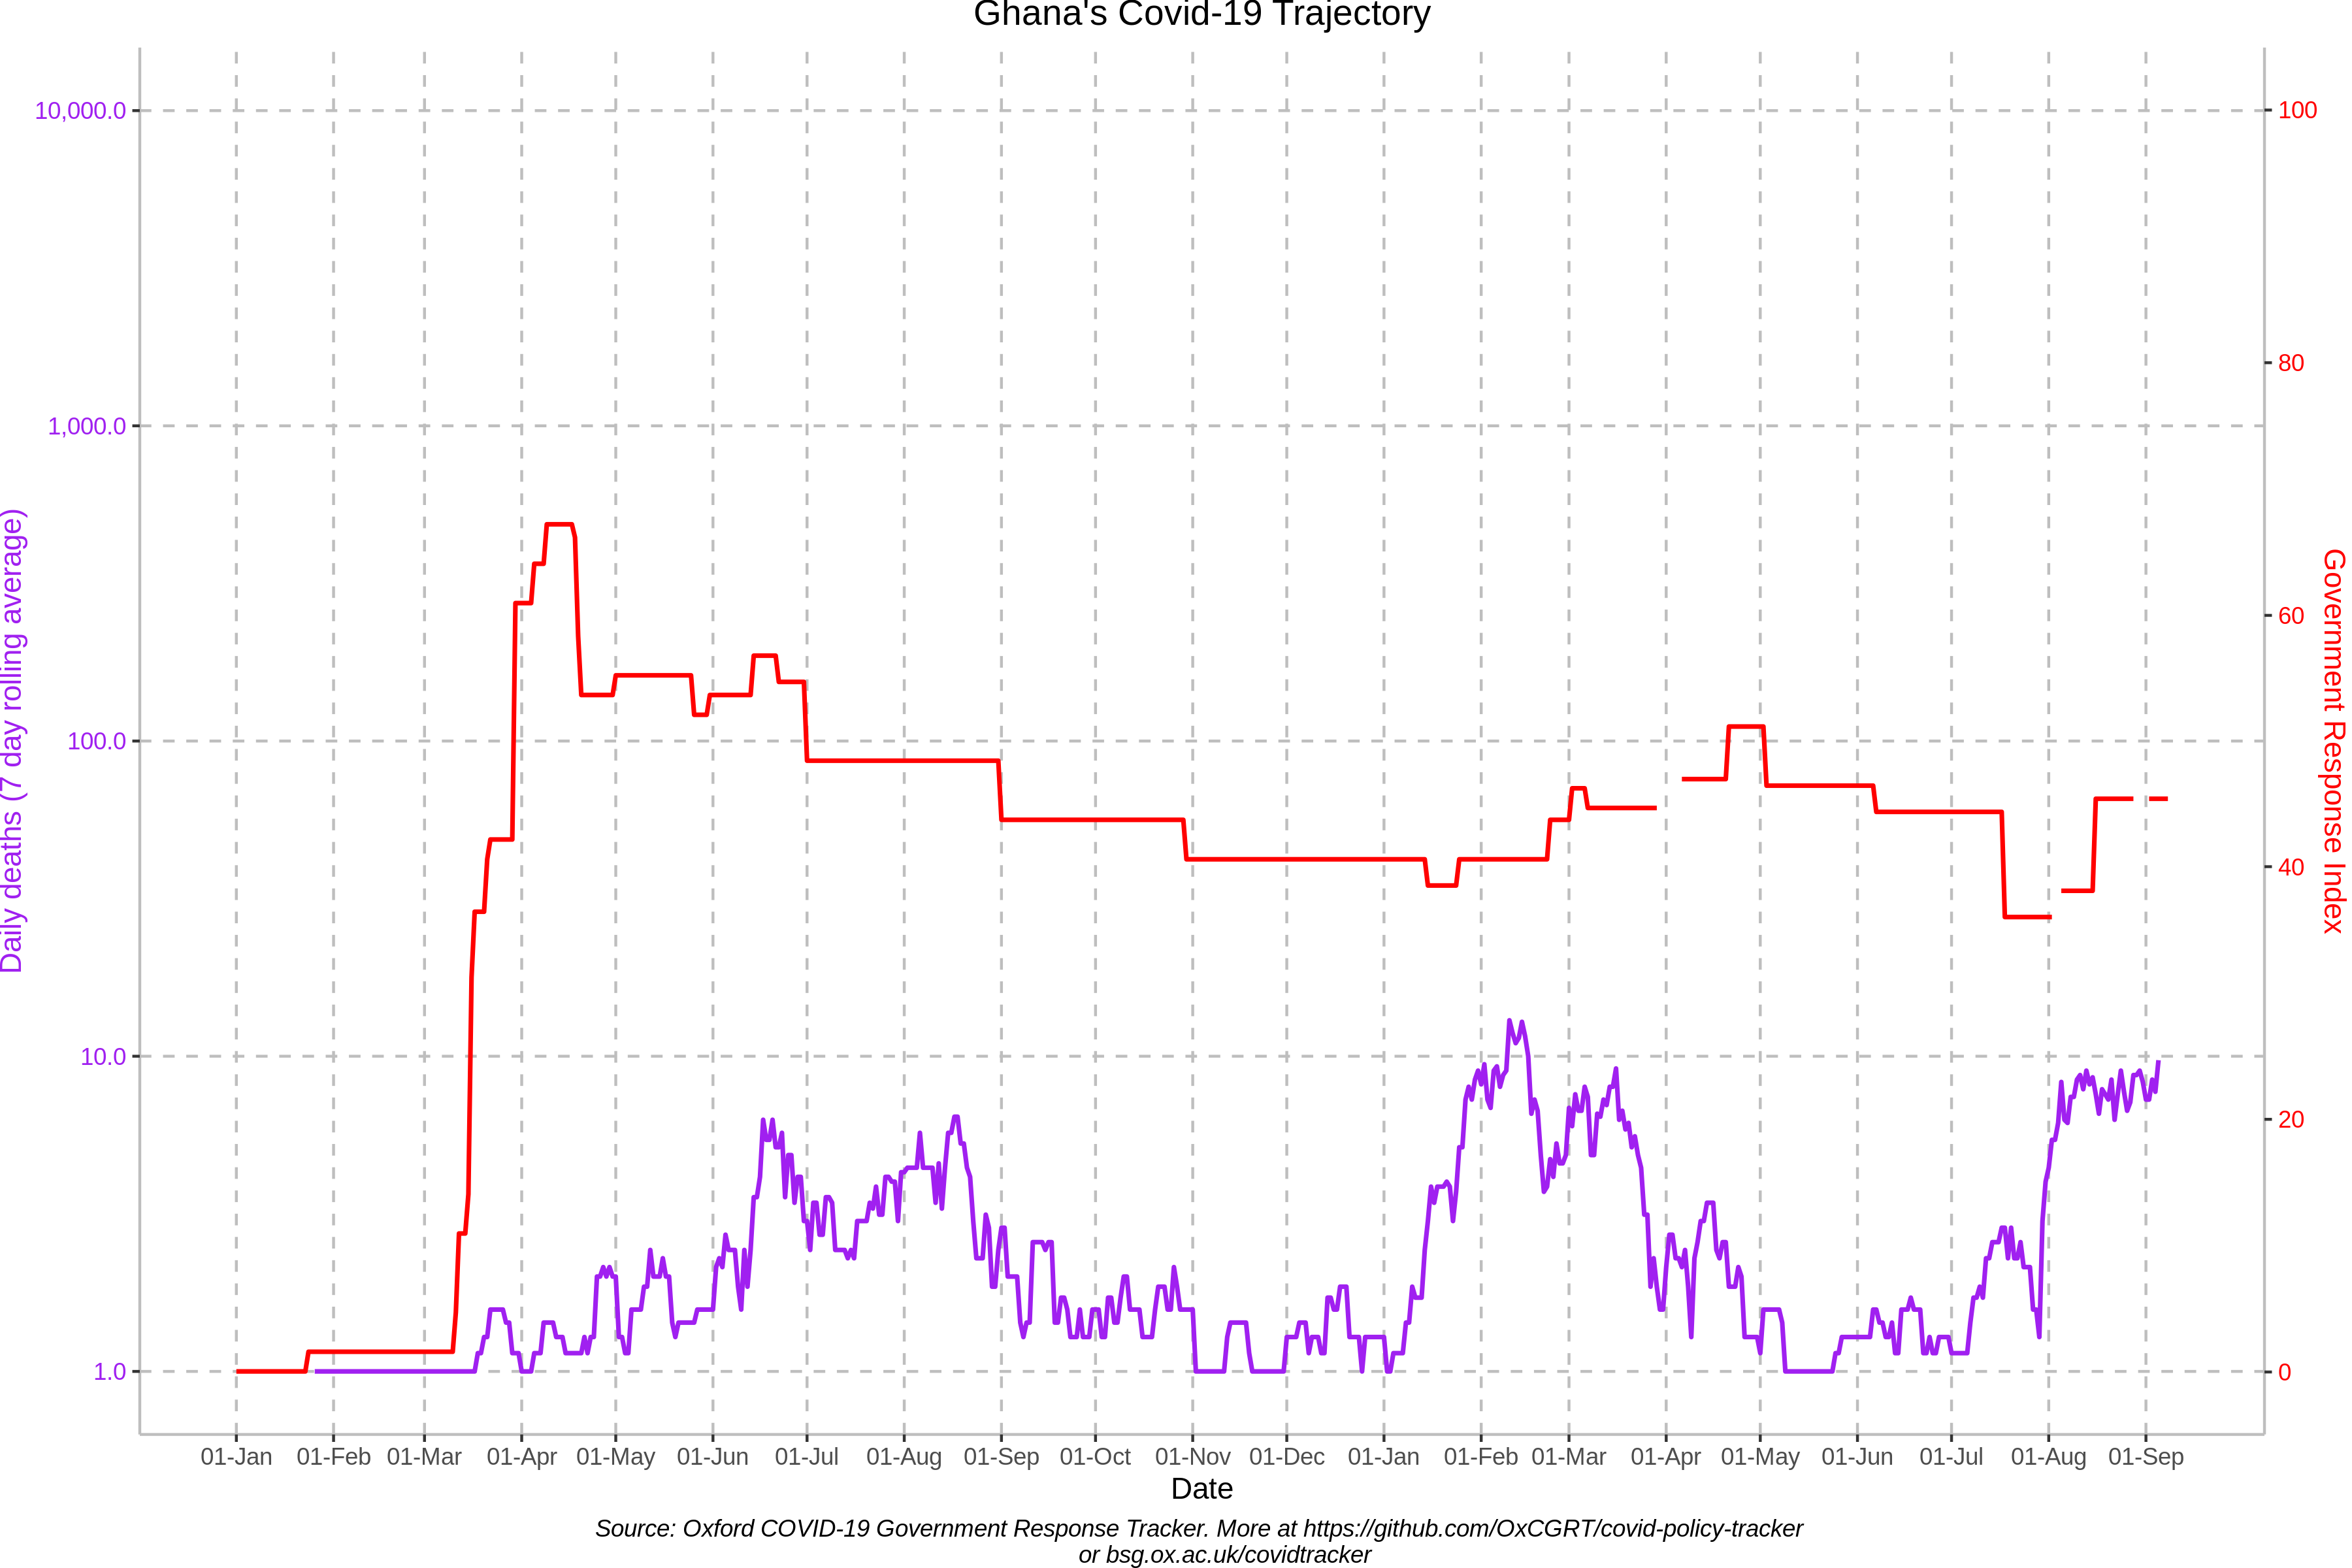 Ghana's Covid-19 Trajectory
10,000.0
1,000.0
100.0
10.0
1.0
Daily deaths (7 day rolling average)
100
80
60
40
20
0
Government Response Index
01-Jan 01-Feb 01-Mar 01-Apr 01-May 01-Jun 01-Jul 01-Aug 01-Sep 01-Oct 01-Nov 01-Dec 01-Jan 01-Feb 01-Mar 01-Apr 01-May 01-Jun 01-Jul 01-Aug 01-Sep
Date
Source: Oxford COVID-19 Government Response Tracker. More at https://github.com/OxCGRT/covid-policy-tracker
or bsg.ox.ac.uk/covidtracker